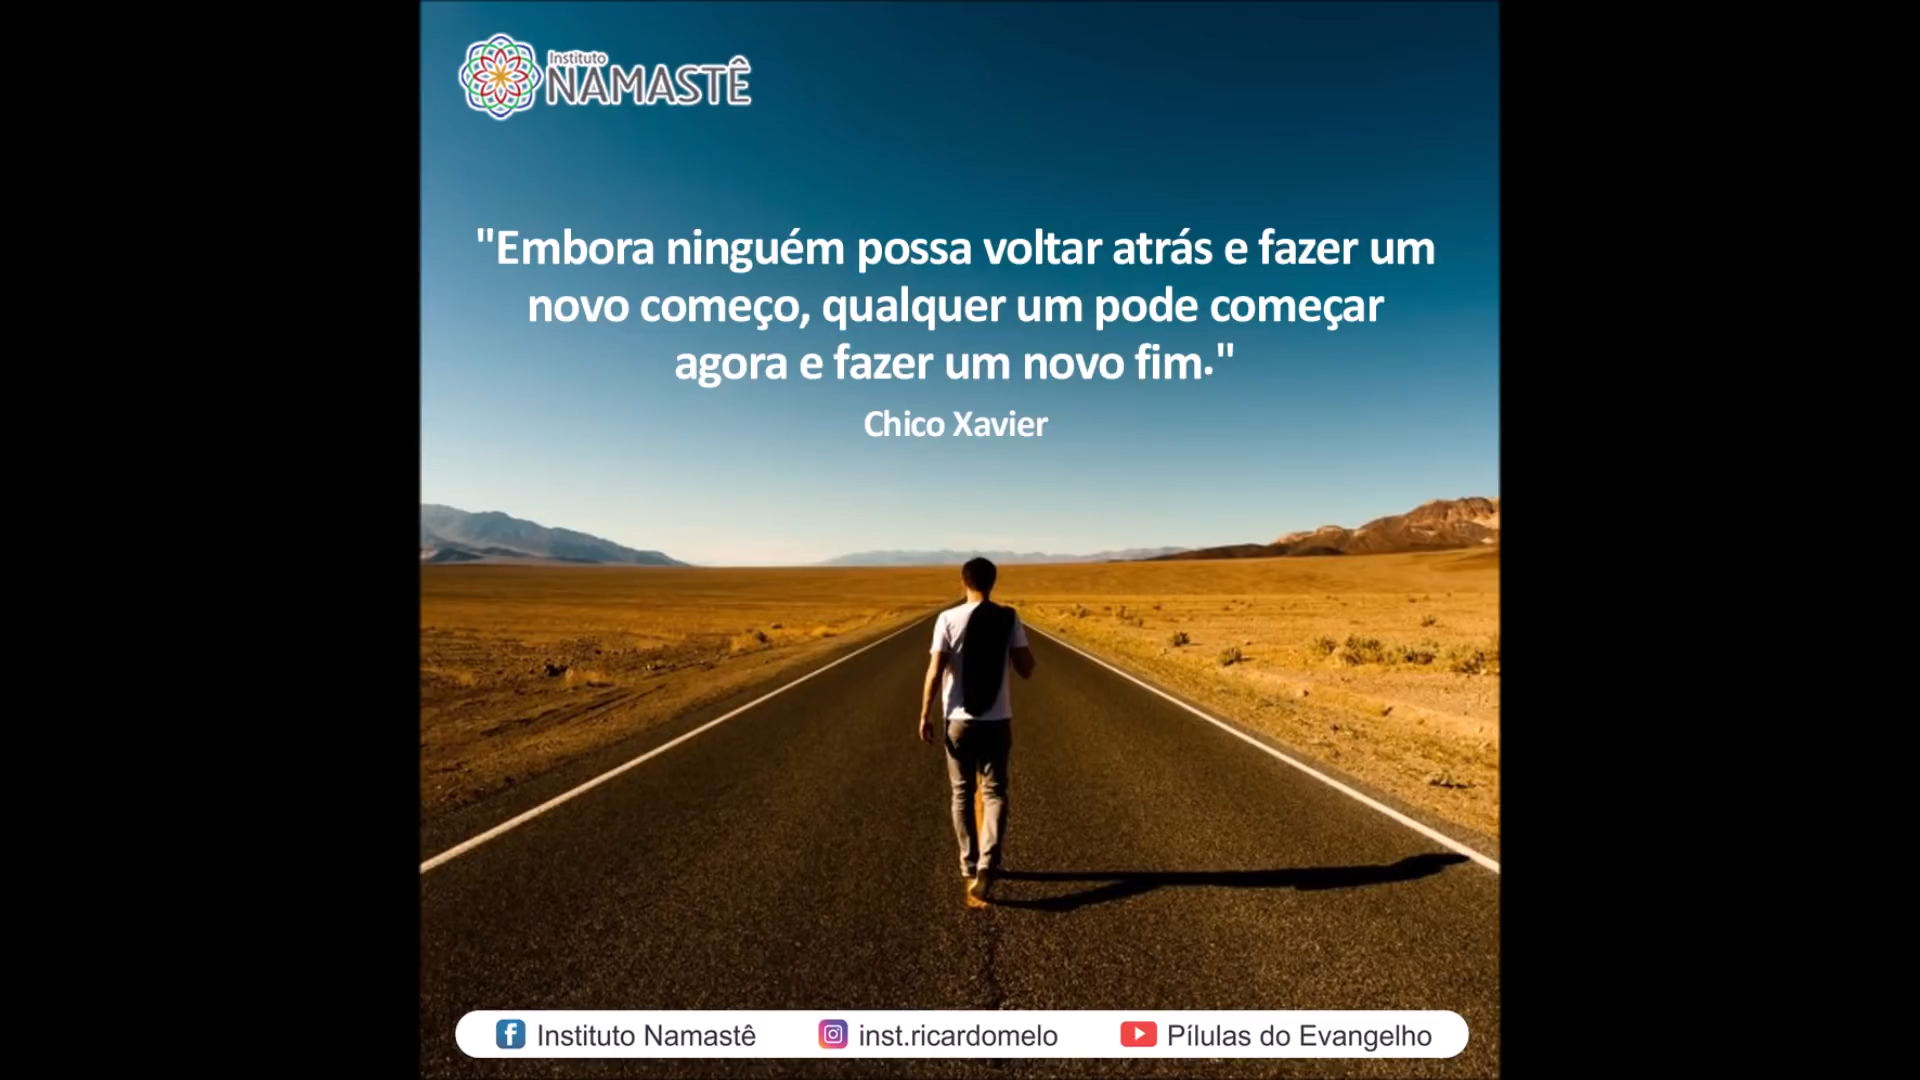 Instituto
NAMASTÊ
"Embora ninguém possa voltar atrás e fazer um
novo começo, qualquer um pode começar
agora e fazer um novo fim."
Chico Xavier
Instituto Namastê inst.ricardomelo Pílulas do Evangelho